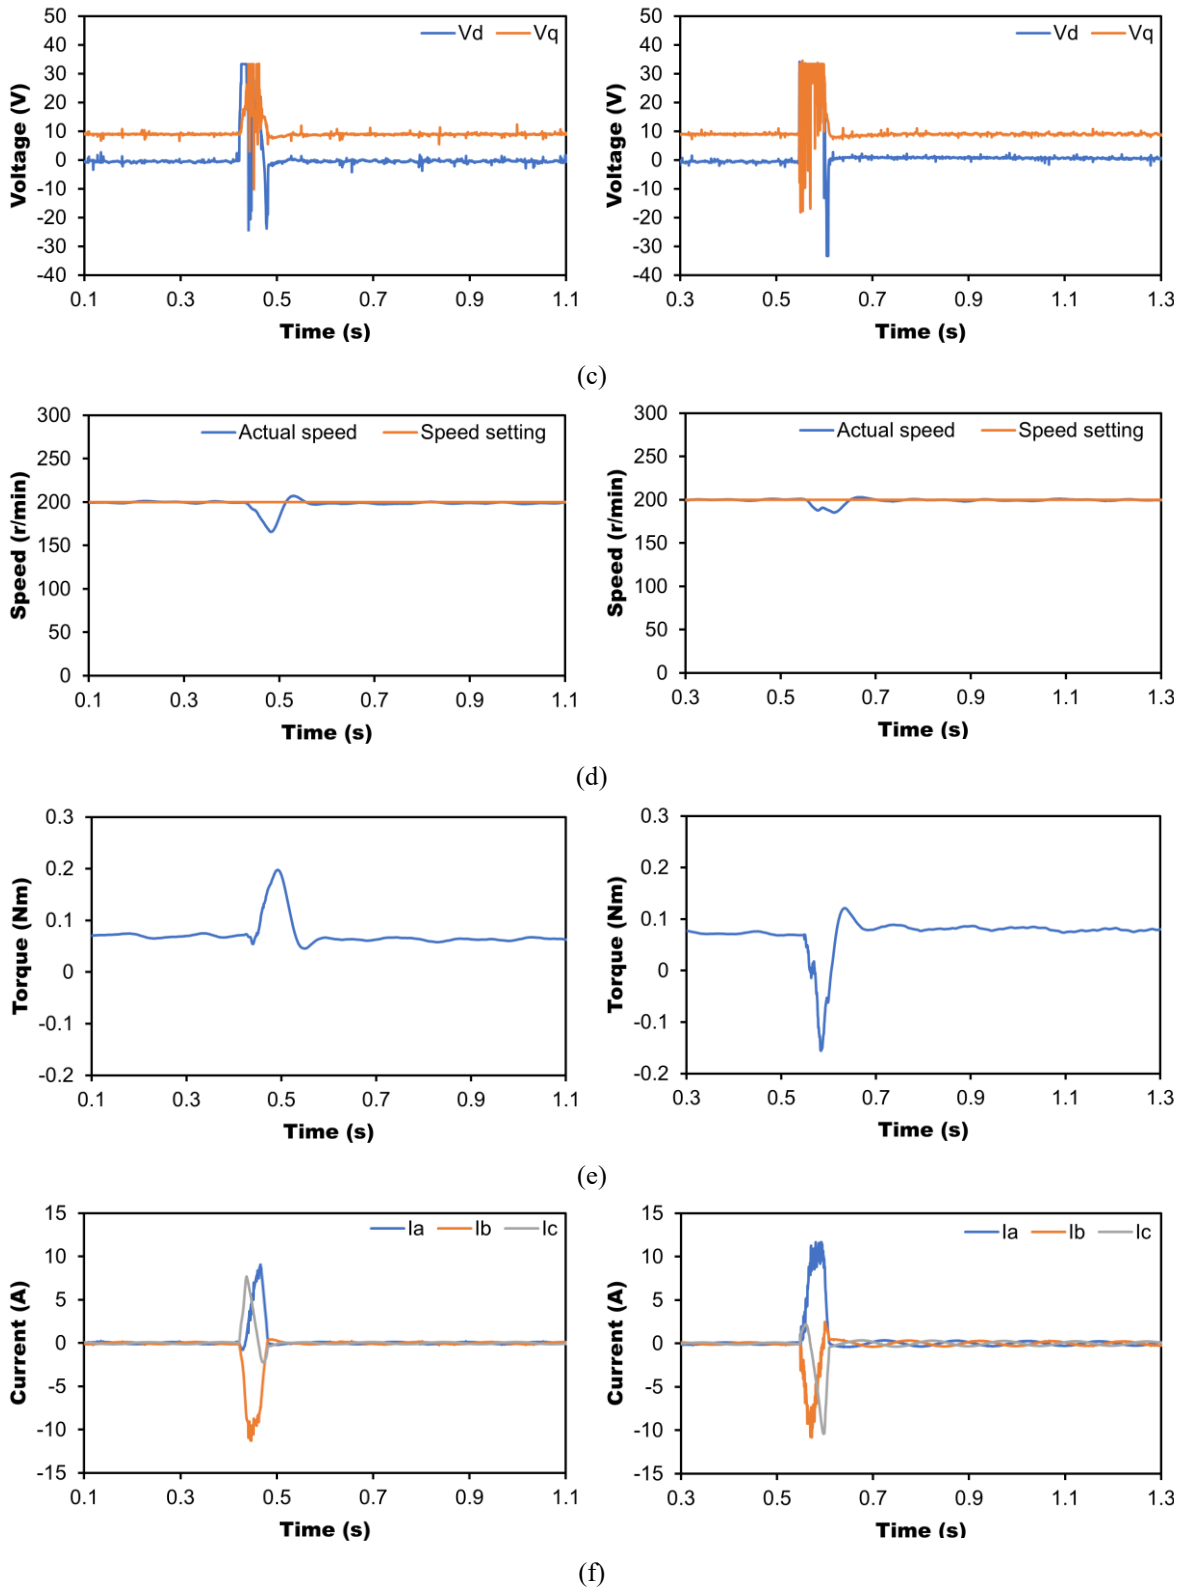 50
40
30
20
10
0
-10
-20
-30
-40
Voltage (V)
Vd Vq
0.1 0.3 0.5 0.7 0.9 1.1
Time (s)
50
40
30
20
10
0
-10
-20
-30
-40
Voltage (V)
Vd Vq
0.3 0.5 0.7 0.9 1.1 1.3
Time (s)
(c)
300
250
200
150
100
50
0
Speed (r/min)
Actual speed Speed setting
0.1 0.3 0.5 0.7 0.9 1.1
Time (s)
300
250
200
150
100
50
0
Speed (r/min)
Actual speed Speed setting
0.3 0.5 0.7 0.9 1.1 1.3
Time (s)
(d)
0.3
0.2
0.1
0
-0.1
-0.2
Torque (Nm)
0.1 0.3 0.5 0.7 0.9 1.1
Time (s)
0.3
0.2
0.1
0
-0.1
-0.2
Torque (Nm)
0.3 0.5 0.7 0.9 1.1 1.3
Time (s)
(e)
15
10
5
0
-5
-10
-15
Current (A)
Ia Ib Ic
0.1 0.3 0.5 0.7 0.9 1.1
Time (s)
15
10
5
0
-5
-10
-15
Current (A)
Ia Ib Ic
0.3 0.5 0.7 0.9 1.1 1.3
Time (s)
(f)